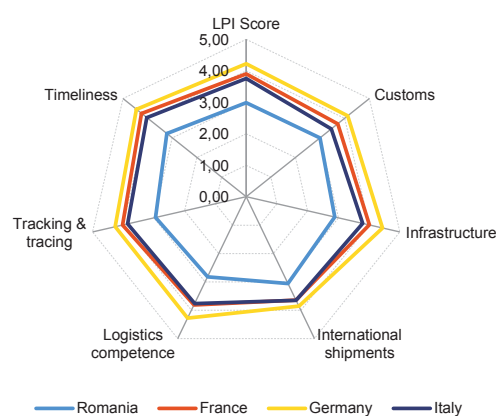 LPI Score
5,00
4,00
3,00
2,00
1,00
0,00
Customs
Infrastructure
International
shipments
Logistics
competence
Tracking &
tracing
Timeliness
Romania France Germany Italy